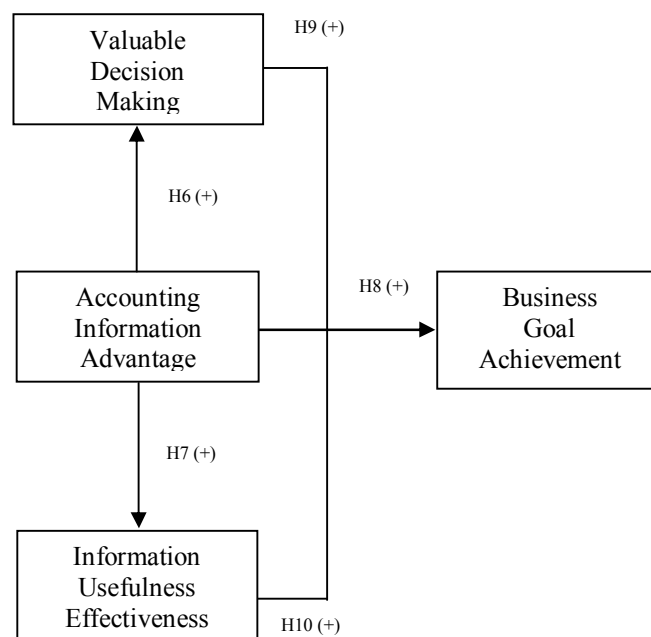 H9 (+)
Valuable
Decision
Making
H6 (+)
H8 (+)
Accounting
Information
Advantage
Business
Goal
Achievement
H7 (+)
Information
Usefulness
Effectiveness
H10 (+)